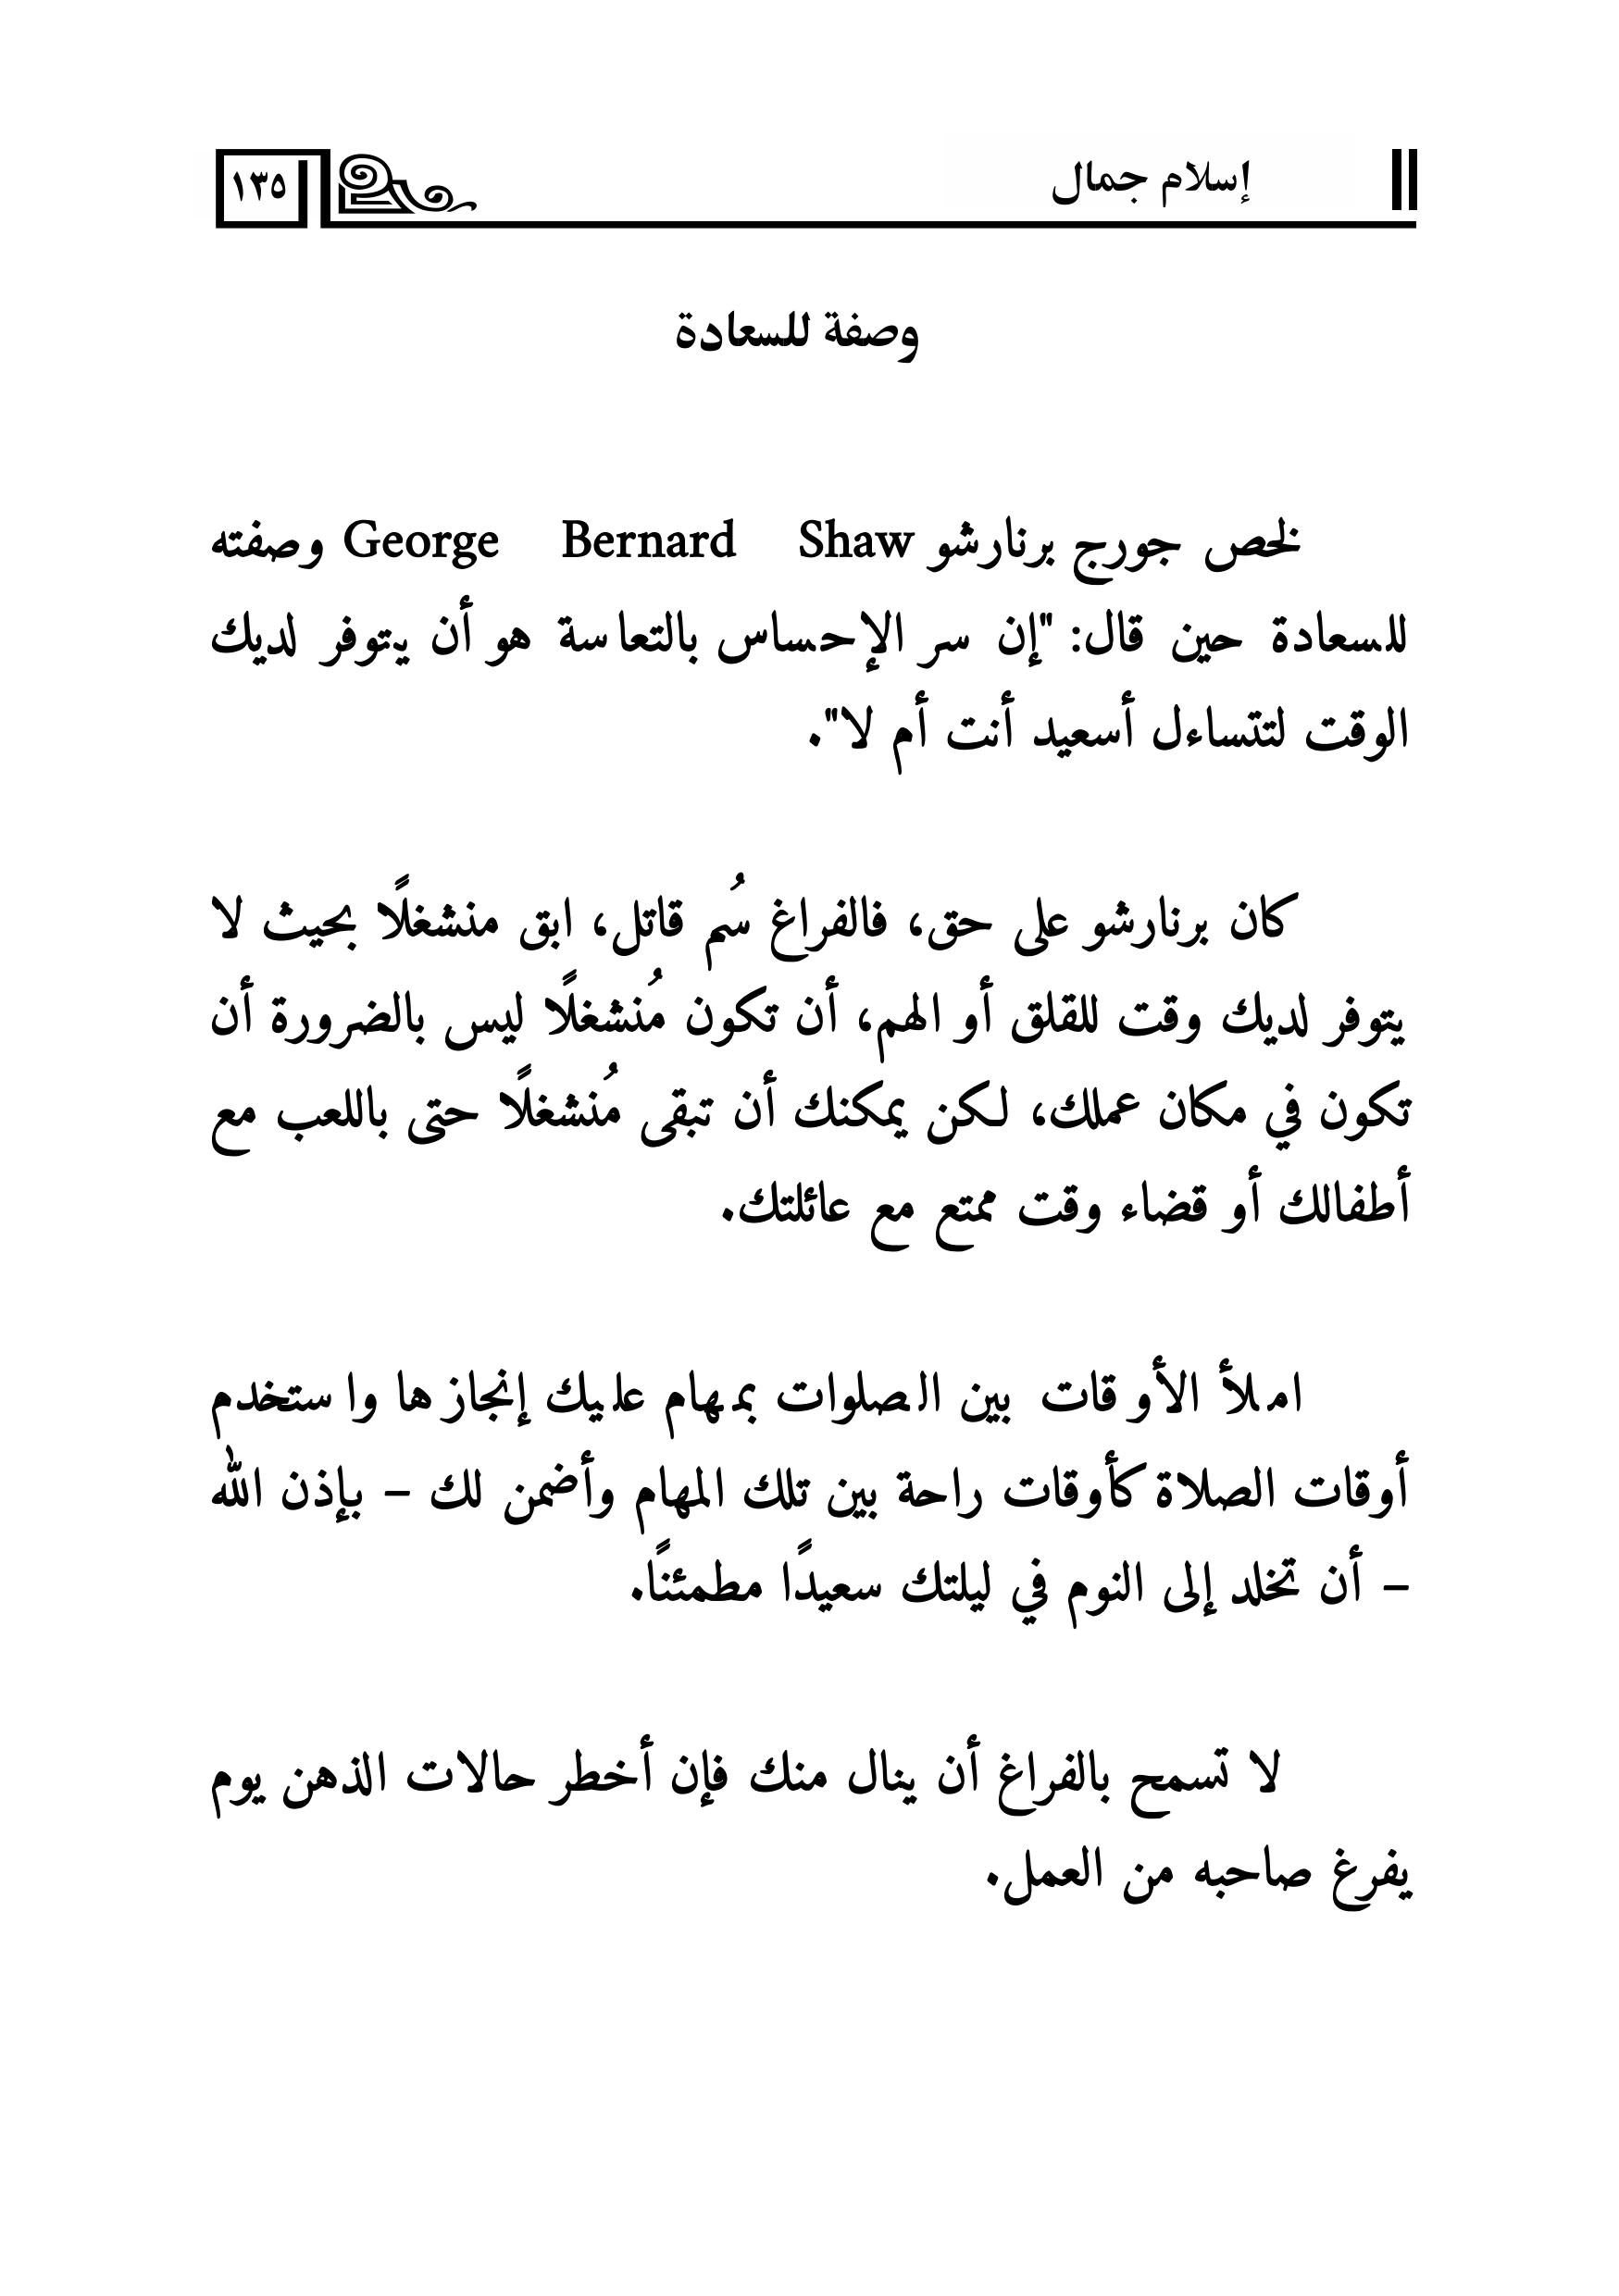 إسلام جمال
١٣٥
وصفة للسعادة
لخص جورج برنارشو George Bernard Shaw وصفته
للسعادة حين قال: "إن سر الإحساس بالتعاسة هو أن يتوفر لديك
الوقت لتتساءل أسعيد أنت أم لا".
كان برنارشو على حق، فالفراغ سُم قاتل، ابق منشغلًا بحيث لا
يتوفر لديك وقت للقلق أو الهم، أن تكون مُنشغلًا ليس بالضرورة أن
تكون في مكان عملك، لكن يمكنك أن تبقى مُنشغلًا حتى باللعب مع
أطفالك أو قضاء وقت ممتع مع عائلتك.
املأ الأوقات بين الصلوات بمهام عليك إنجازها واستخدم
أوقات الصلاة كأوقات راحة بين تلك المهام وأضمن لك – بإذن الله
– أن تخلد إلى النوم في ليلتك سعيدًا مطمئنًا.
لا تسمح بالفراغ أن ينال منك فإن أخطر حالات الذهن يوم
يفرغ صاحبه من العمل.